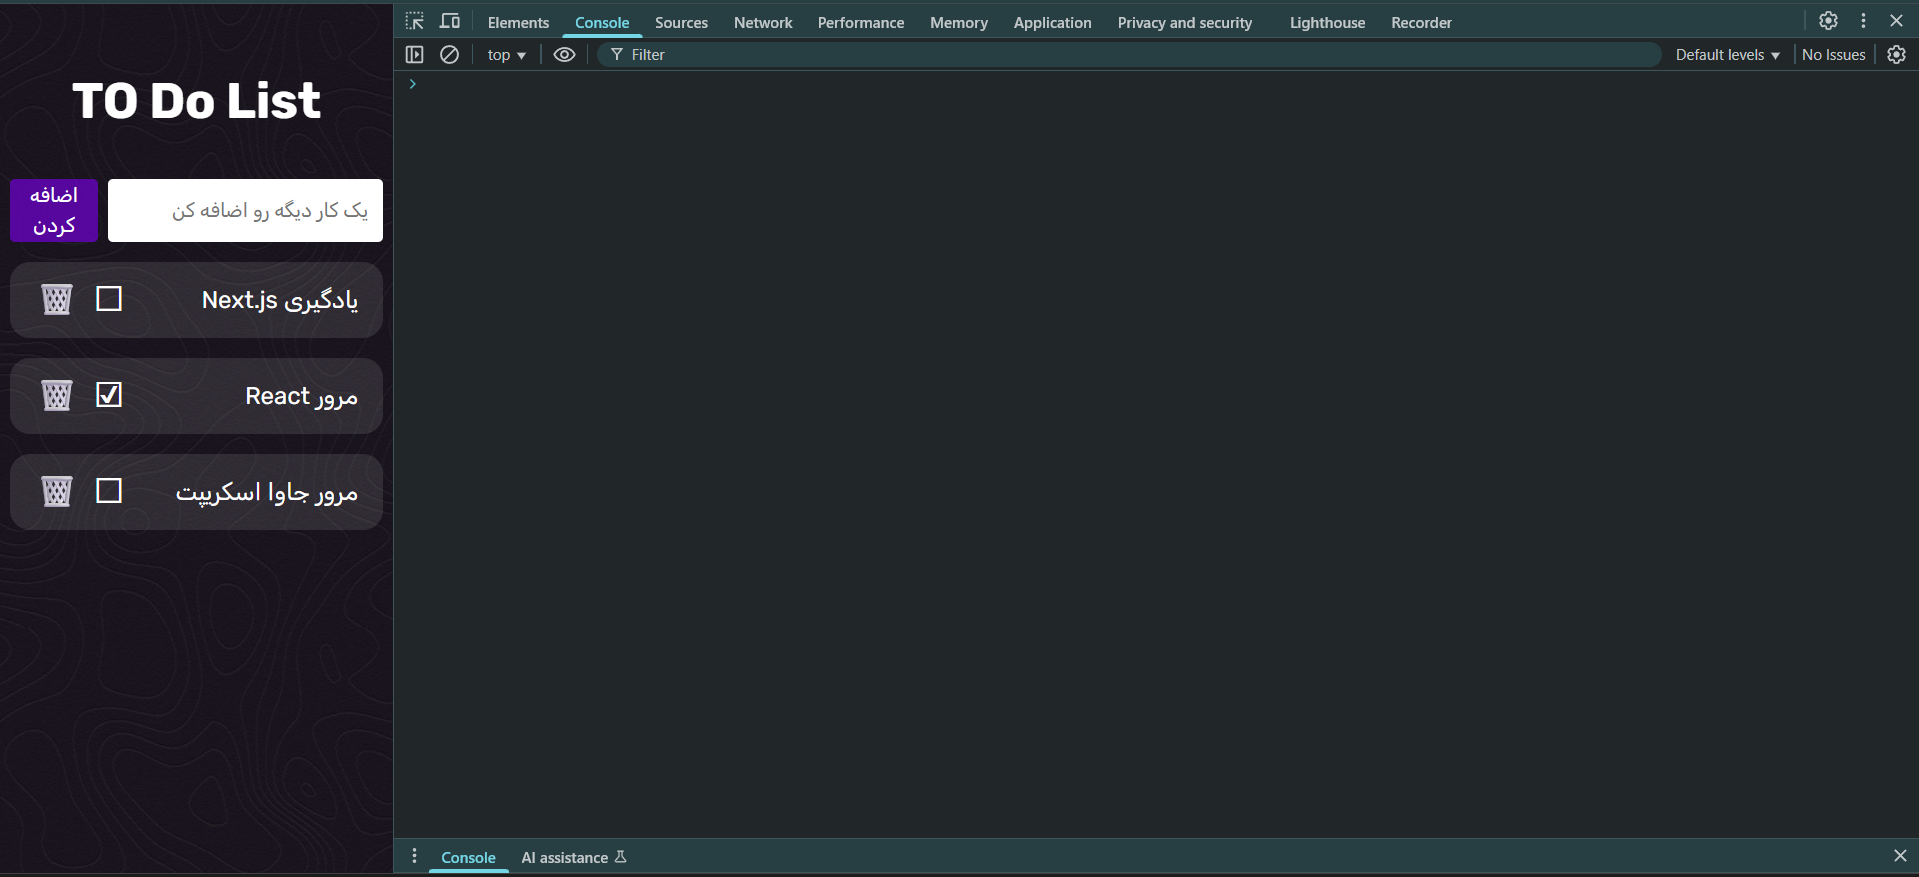 TO Do List
یک کار دیگه رو اضافه کن
اضافه
کردن
یادگیری Next.js
مرور React
مرور جاوا اسکریپت
Elements Console Sources Network Performance Memory Application Privacy and security Lighthouse Recorder
top Filter Default levels No Issues
Console AI assistance